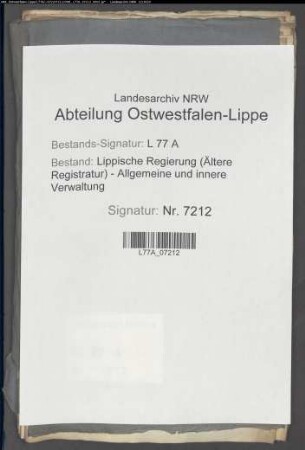 Landesarchiv NRW
Abteilung Ostwestfalen-Lippe
Bestands-Signatur: L 77 A
Bestand: Lippische Regierung (Ältere
Registratur) - Allgemeine und innere
Verwaltung
Signatur: Nr. 7212
L77A_07212